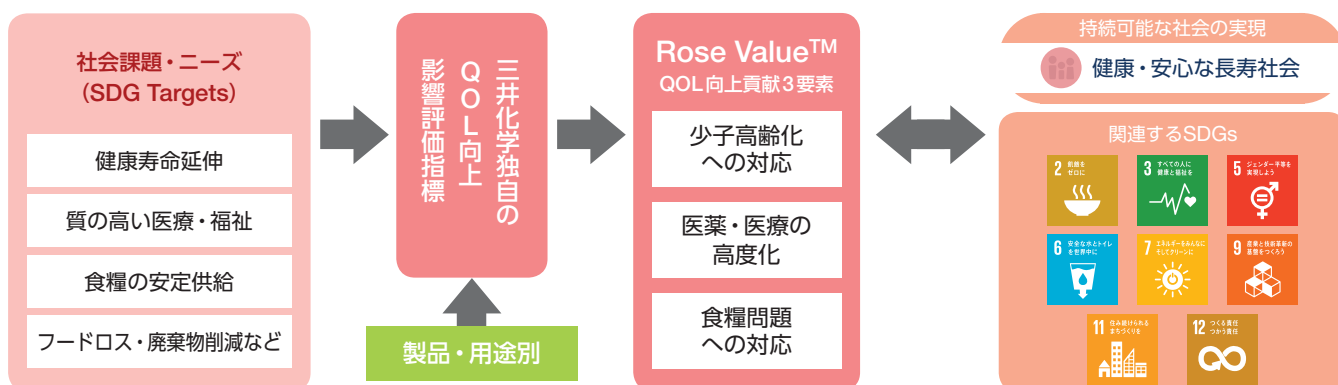 社会課題・ニーズ
(SDG Targets)
健康寿命延伸
質の高い医療・福祉
食糧の安定供給
フードロス・廃棄物削減など
三井化学独自の
QOL向上
影響評価指標
製品・用途別
Rose Value™
QOL向上貢献3要素
少子高齢化
への対応
医薬・医療の
高度化
食糧問題
への対応
持続可能な社会の実現
健康・安心な長寿社会
関連するSDGs
2 飢餓を
ゼロに
3 すべての人に
健康と福祉を
5 ジェンダー平等を
実現しよう
6 安全な水とトイレ
を世界中に
7 エネルギーをみんなに
そしてクリーンに
9 産業と技術革新の
基盤をつくろう
11 住み続けられる
まちづくりを
12 つくる責任
つかう責任